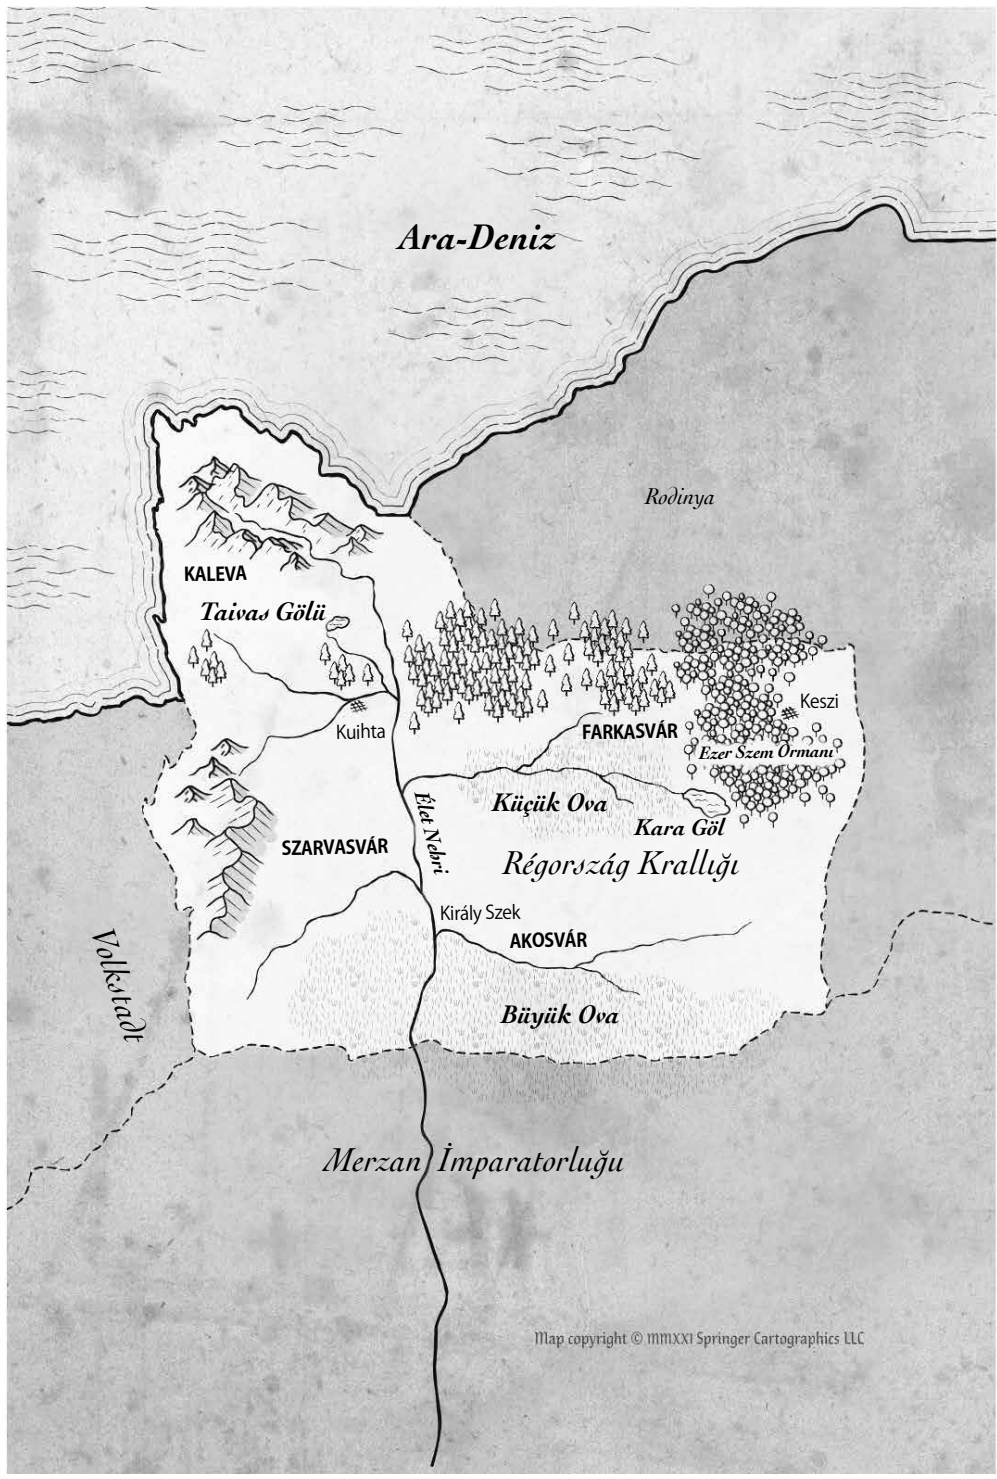 Ara-Deniz
Rodinya
KALEVA
Taivas Gölü
Keszi
Kuihta
FARKASVÁR
Ezer Szem Ormanı
Küçük Ova
Élet Nehri
Kara Göl
SZARVASVÁR
Régország Krallığı
Király Szek
AKOSVÁR
Volkstadt
Büyük Ova
Merzan İmparatorluğu
Map copyright © MMXXI Springer Cartographics LLC